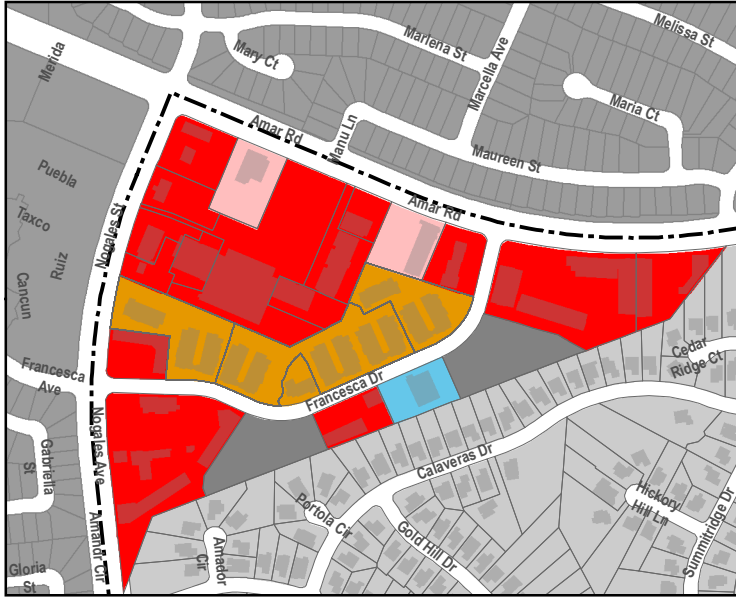 Melissa St
Marlena St
Mary Ct
Marcella Ave
Merida
Maria Ct
Amar Rd
Manu Ln
Maureen St
Puebla
Amar Rd
Taxco
Nogales St
Ruiz
Cancun
Cedar
Ridge Ct
Francesca
Ave
Francesca Dr
Nogales Ave
Gabriella
St
Calaveras Dr
Hickory
Hill Ln
Portola Cir
Gold Hill Dr
Summitridge Dr
Amandr Cir
Amador
Cir
Gloria
St